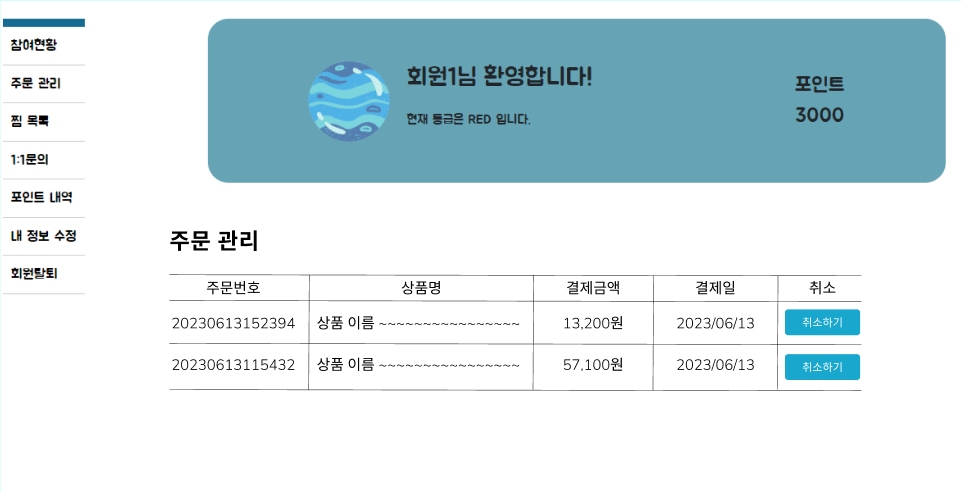 참여현황
주문 관리
찜 목록
1:1문의
포인트 내역
내 정보 수정
회원탈퇴
회원1님 환영합니다!
현재 등급은 RED 입니다.
포인트
3000
주문 관리
주문번호 상품명 결제금액 결제일 취소
20230613152394 상품 이름 ~~~~~~~~~~~~~~~~ 13,200원 2023/06/13 취소하기
20230613115432 상품 이름 ~~~~~~~~~~~~~~~~ 57,100원 2023/06/13 취소하기